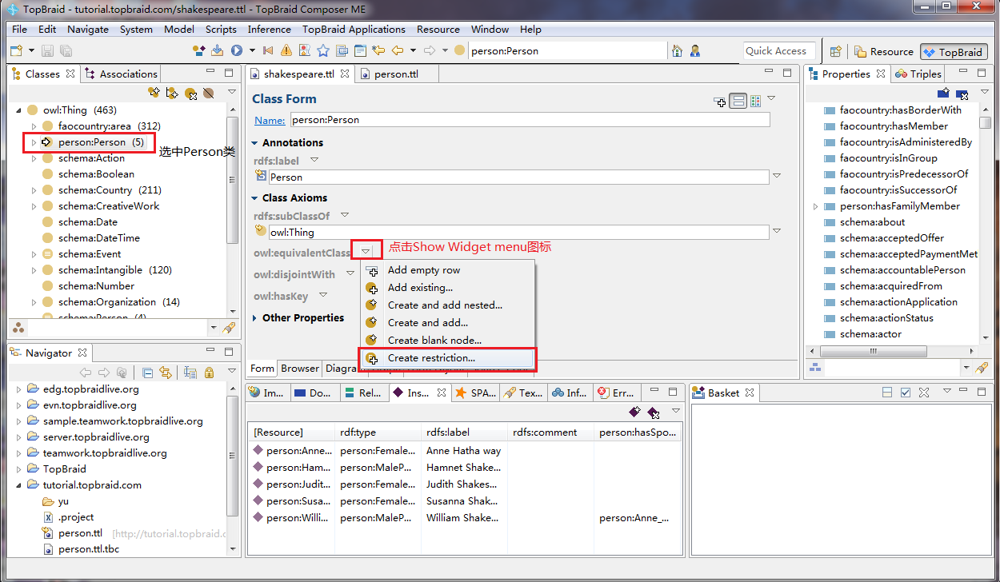 TopBraid - tutorial.topbraid.com/shakespeare.ttl - TopBraid Composer ME
File Edit Navigate System Model Scripts Inference TopBraid Applications Resource Window Help
person:Person
Quick Access
Resource
TopBraid
Classes
Associations
owl:Thing (463)
faocountry:area (312)
person:Person (5)
选中Person类
schema:Action
schema:Boolean
schema:Country (211)
schema:CreativeWork
schema:Date
schema:DateTime
schema:Event
schema:Intangible (120)
schema:Number
schema:Organization (14)
schema:Person (4)
shakespeare.ttl
person.ttl
Class Form
Name:
person:Person
Annotations
rdfs:label
Person
Class Axioms
rdfs:subClassOf
owl:Thing
owl:equivalentClass
点击Show Widget menu图标
owl:disjointWith
owl:hasKey
Other Properties
Add empty row
Add existing...
Create and add nested...
Create and add...
Create blank node...
Create restriction...
Form
Browser
Diagra
Properties
Triples
faocountry:hasBorderWith
faocountry:hasMember
faocountry:isAdministeredBy
faocountry:isInGroup
faocountry:isPredecessorOf
faocountry:isSuccessorOf
person:hasFamilyMember
schema:about
schema:acceptedOffer
schema:acceptedPaymentMet
schema:accountablePerson
schema:acquiredFrom
schema:actionApplication
schema:actionStatus
schema:actor
Navigator
edg.topbraidlive.org
evn.topbraidlive.org
sample.teamwork.topbraidlive.org
server.topbraidlive.org
teamwork.topbraidlive.org
TopBraid
tutorial.topbraid.com
yu
.project
person.ttl [http://tutorial.topbraid.c
person.ttl.tbc
Im...
Do...
Rel...
Ins...
SPA...
Tex...
Inf...
Err...
[Resource] rdf:type rdfs:label rdfs:comment person:hasSpo...
person:Anne... person:Female... Anne Hatha way
person:Ham... person:MaleP... Hamnet Shake...
person:Judit... person:Female... Judith Shakes...
person:Susa... person:Female... Susanna Shak...
person:Willi... person:MaleP... William Shake... person:Anne_...
Basket